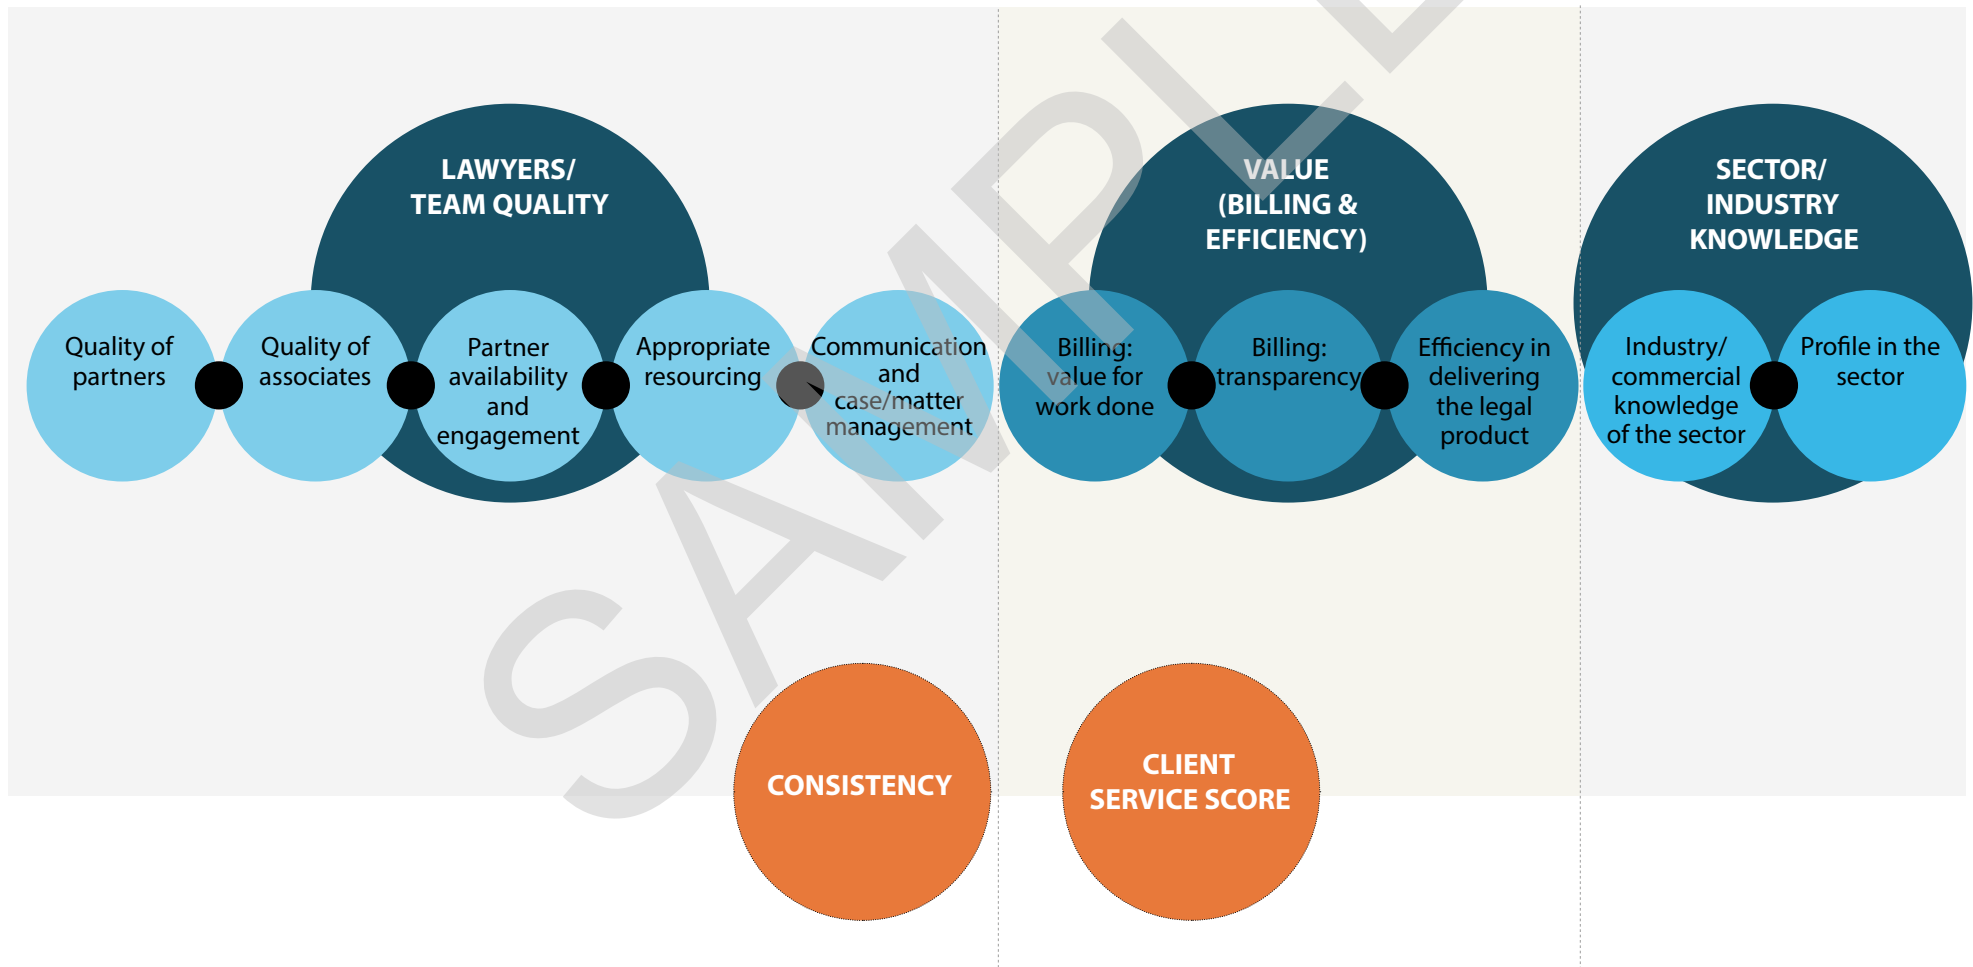 LAWYERS/
TEAM QUALITY
Quality of
partners
Quality of
associates
Partner
availability
and
engagement
Appropriate
resourcing
Communication
and
case/matter
management
VALUE
(BILLING &
EFFICIENCY)
Billing:
value for
work done
Billing:
transparency
Efficiency in
delivering
the legal
product
SECTOR/
INDUSTRY
KNOWLEDGE
Industry/
commercial
knowledge
of the sector
Profile in the
sector
CONSISTENCY
CLIENT
SERVICE SCORE
SAMPLE